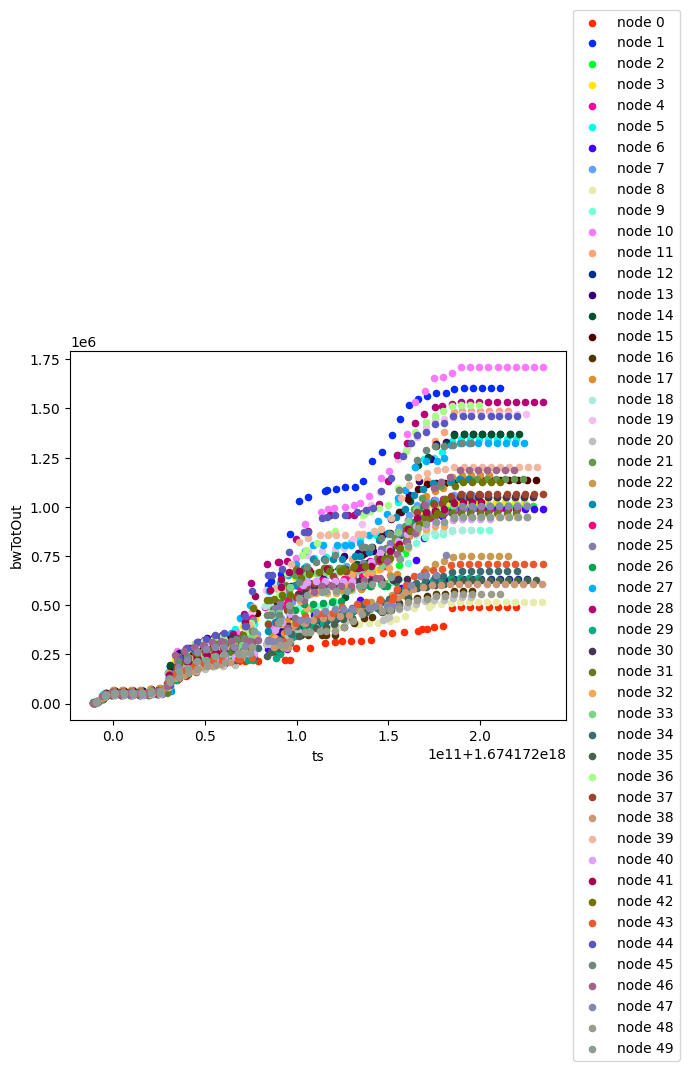 1e6
1.75
1.50
1.25
1.00
0.75
0.50
0.25
0.00
bwTotOut
0.0
0.5
1.0
1.5
2.0
ts
1e11+1.674172e18
node 0
node 1
node 2
node 3
node 4
node 5
node 6
node 7
node 8
node 9
node 10
node 11
node 12
node 13
node 14
node 15
node 16
node 17
node 18
node 19
node 20
node 21
node 22
node 23
node 24
node 25
node 26
node 27
node 28
node 29
node 30
node 31
node 32
node 33
node 34
node 35
node 36
node 37
node 38
node 39
node 40
node 41
node 42
node 43
node 44
node 45
node 46
node 47
node 48
node 49